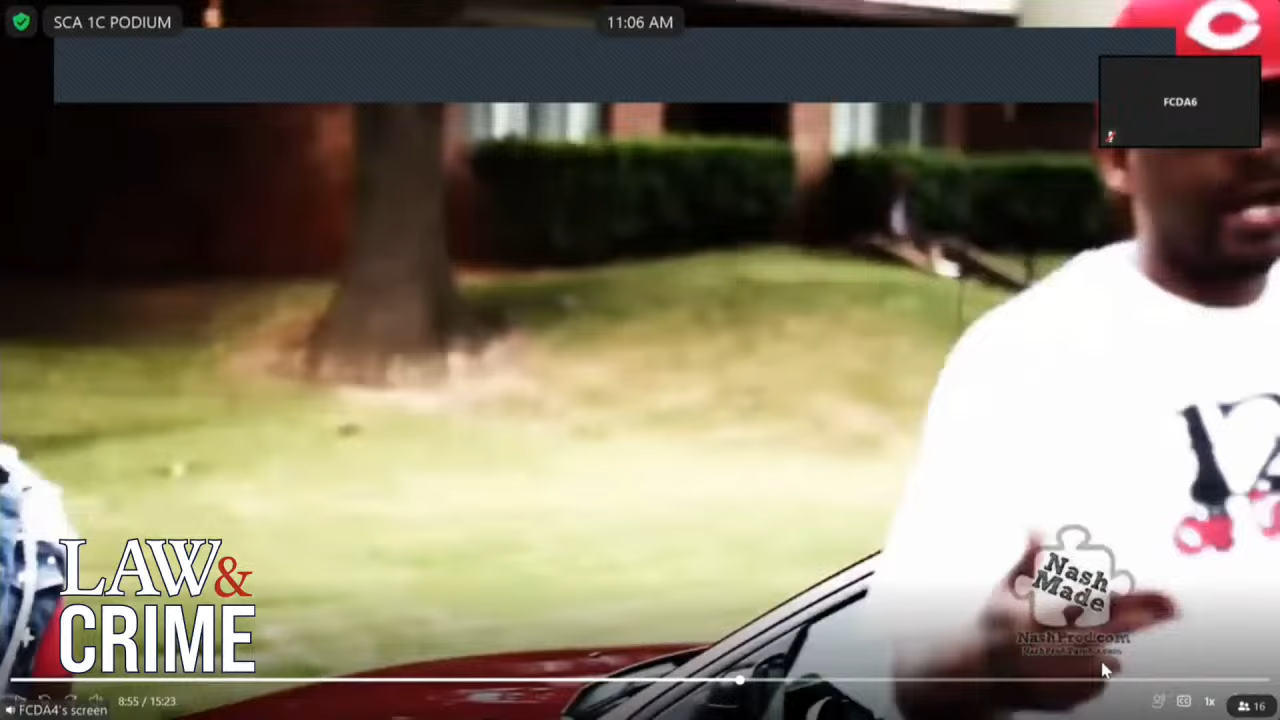 SCA 1C PODIUM
11:06 AM
C
FCDA6
LAW&
CRIME
Nash
Made
NashProd.com
8:55 / 15:23
1x
CC
16
FCDA4's screen